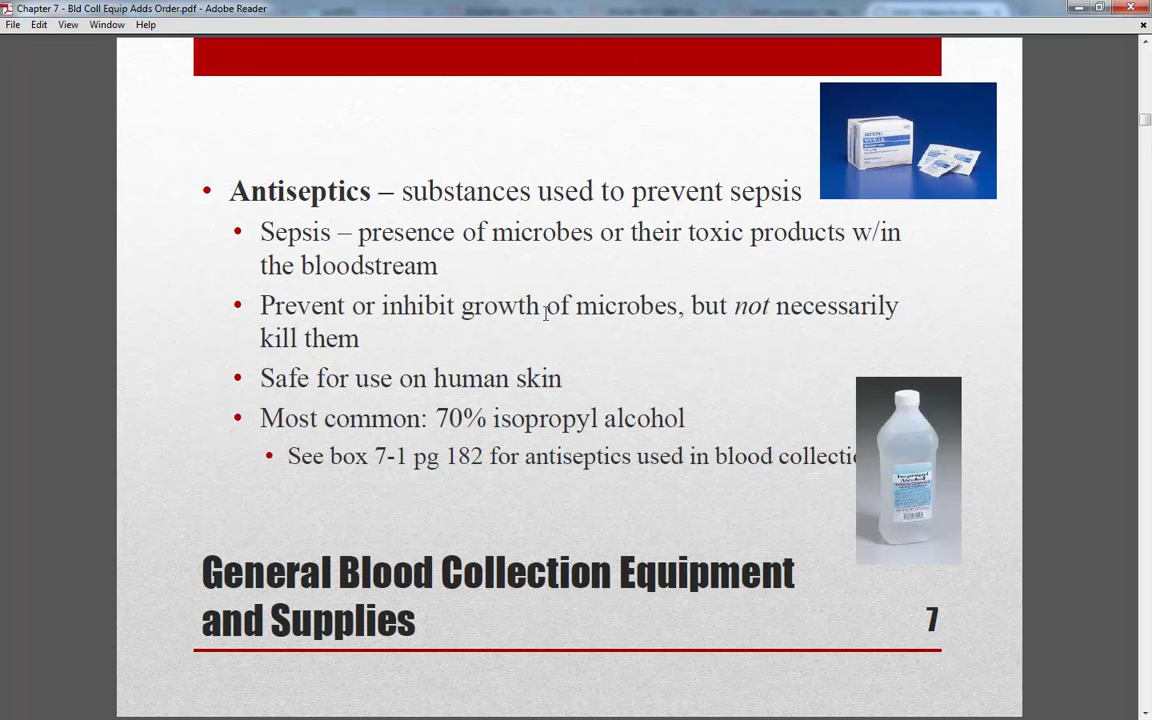 Chapter 7 - Bld Coll Equip Adds Order.pdf - Adobe Reader
File Edit View Window Help
• Antiseptics – substances used to prevent sepsis
• Sepsis – presence of microbes or their toxic products w/in
the bloodstream
• Prevent or inhibit growth of microbes, but not necessarily
kill them
• Safe for use on human skin
• Most common: 70% isopropyl alcohol
• See box 7-1 pg 182 for antiseptics used in blood collectio
Isopropyl
Alcohol
General Blood Collection Equipment
and Supplies
7